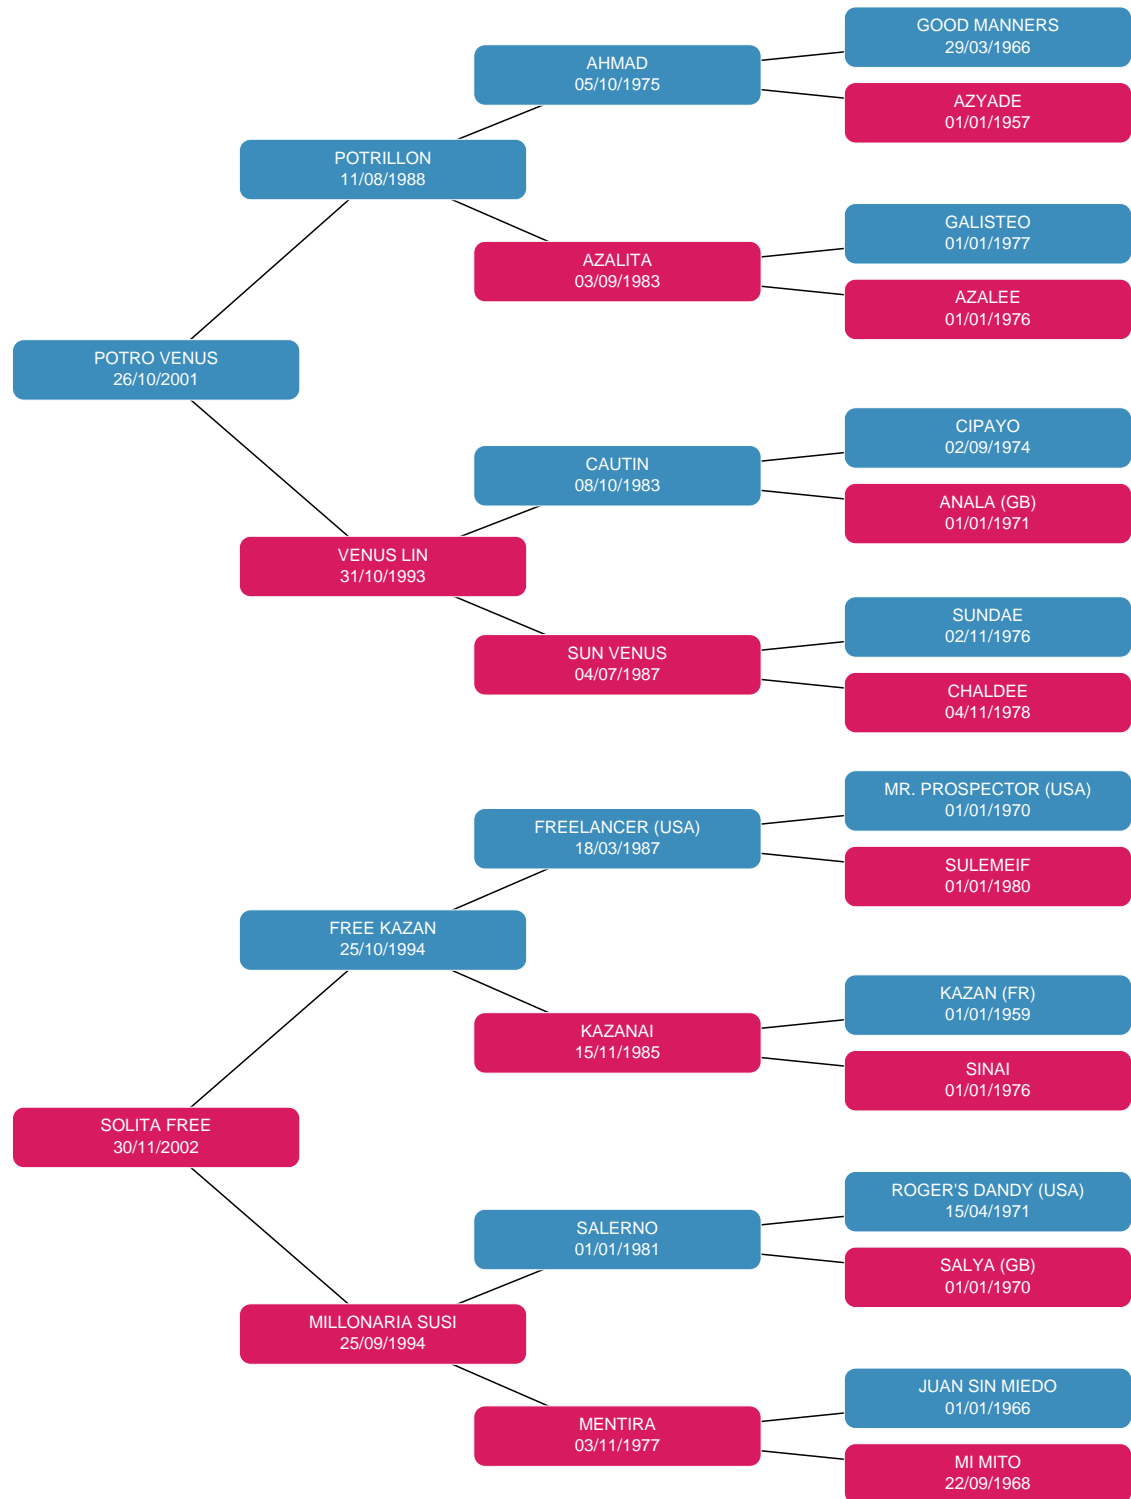 GOOD MANNERS
29/03/1966
AHMAD
05/10/1975
AZYADE
01/01/1957
POTRILLON
11/08/1988
GALISTEO
01/01/1977
AZALITA
03/09/1983
AZALEE
01/01/1976
POTRO VENUS
26/10/2001
CIPAYO
02/09/1974
CAUTIN
08/10/1983
ANALA (GB)
01/01/1971
VENUS LIN
31/10/1993
SUNDAE
02/11/1976
SUN VENUS
04/07/1987
CHALDEE
04/11/1978
MR. PROSPECTOR (USA)
01/01/1970
FREELANCER (USA)
18/03/1987
SULEMEIF
01/01/1980
FREE KAZAN
25/10/1994
KAZAN (FR)
01/01/1959
KAZANAI
15/11/1985
SINAI
01/01/1976
SOLITA FREE
30/11/2002
ROGER'S DANDY (USA)
15/04/1971
SALERNO
01/01/1981
SALYA (GB)
01/01/1970
MILLONARIA SUSI
25/09/1994
JUAN SIN MIEDO
01/01/1966
MENTIRA
03/11/1977
MI MITO
22/09/1968